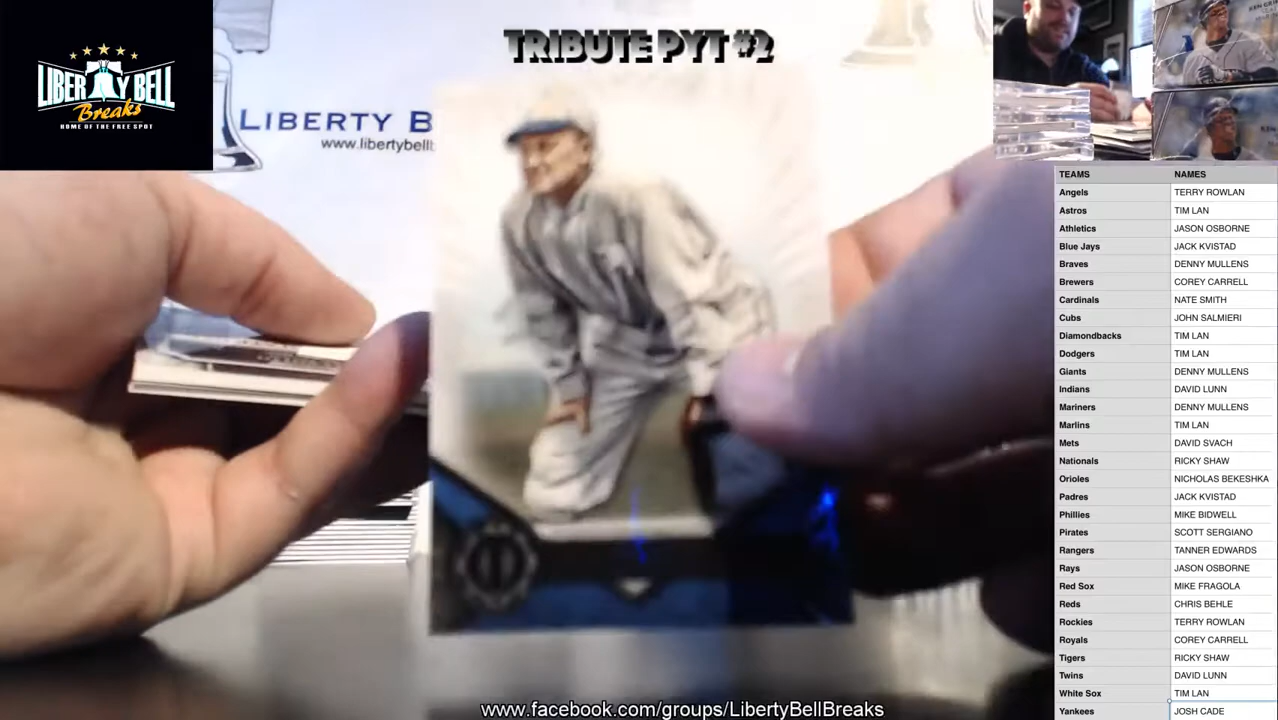 TRIBUTE PYT #2
LIBERTY BELL
Breaks
HOME OF THE FREE SPOT
LIBERTY B
www.libertybell
KEN GRI
TEAMS NAMES
Angels TERRY ROWLAN
Astros TIM LAN
Athletics JASON OSBORNE
Blue Jays JACK KVISTAD
Braves DENNY MULLENS
Brewers COREY CARRELL
Cardinals NATE SMITH
Cubs JOHN SALMIERI
Diamondbacks TIM LAN
Dodgers TIM LAN
Giants DENNY MULLENS
Indians DAVID LUNN
Mariners DENNY MULLENS
Marlins TIM LAN
Mets DAVID SVACH
Nationals RICKY SHAW
Orioles NICHOLAS BEKESHKA
Padres JACK KVISTAD
Phillies MIKE BIDWELL
Pirates SCOTT SERGIANO
Rangers TANNER EDWARDS
Rays JASON OSBORNE
Red Sox MIKE FRAGOLA
Reds CHRIS BEHLE
Rockies TERRY ROWLAN
Royals COREY CARRELL
Tigers RICKY SHAW
Twins DAVID LUNN
White Sox TIM LAN
Yankees JOSH CADE
www.facebook.com/groups/LibertyBellBreaks